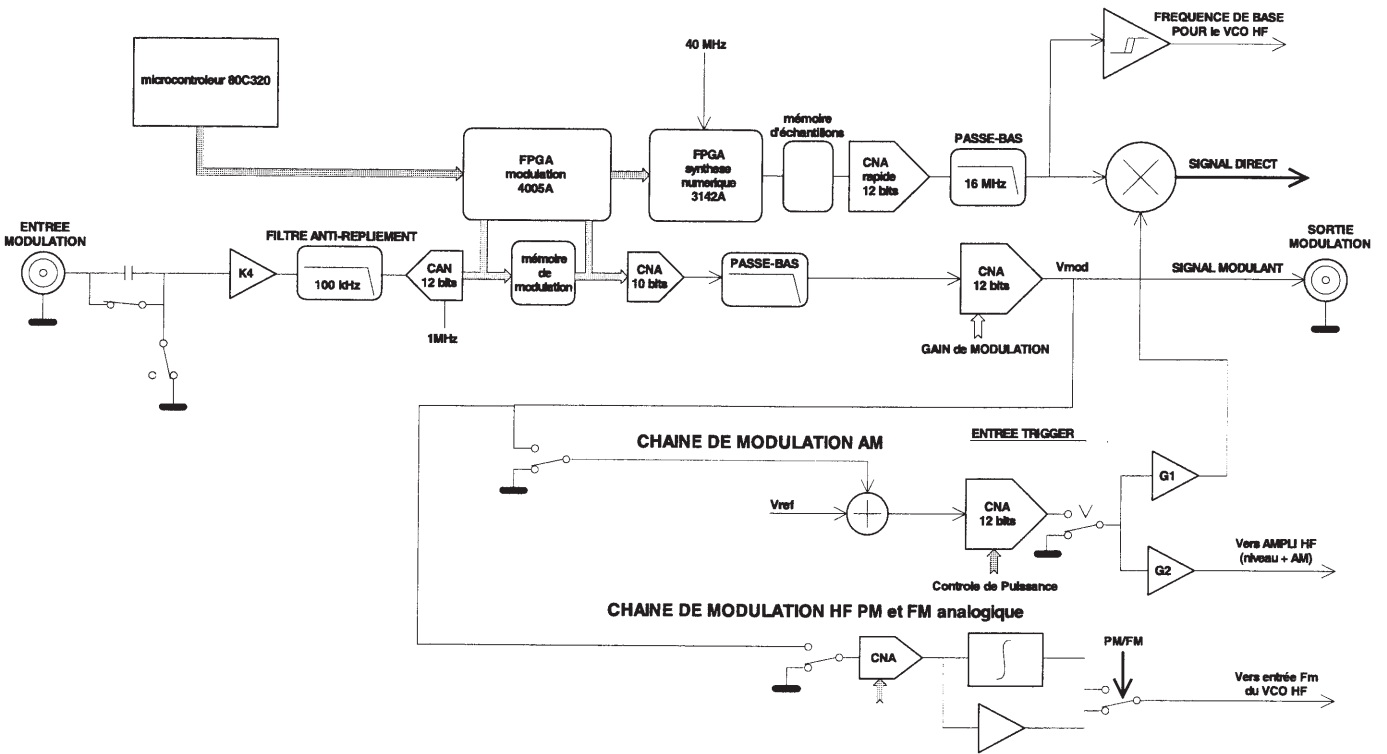 FREQUENCE DE BASE
POUR le VCO HF
microcontroleur 80C320
40 MHz
mémoire
d'échantillons
FPGA
modulation
4005A
FPGA
synthese
numerique
3142A
CNA
rapide
12 bits
PASSE-BAS
16 MHz
SIGNAL DIRECT
ENTREE
MODULATION
K4
FILTRE ANTI-REPLIEMENT
100 kHz
CAN
12 bits
1MHz
mémoire
de
modulation
CNA
10 bits
PASSE-BAS
CNA
12 bits
GAIN de MODULATION
Vmod
SIGNAL MODULANT
SORTIE
MODULATION
CHAINE DE MODULATION AM
ENTREE TRIGGER
Vref
CNA
12 bits
Controle de Puissance
G1
G2
Vers AMPLI HF
(niveau + AM)
CHAINE DE MODULATION HF PM et FM analogique
CNA
PM/FM
Vers entrée Fm
du VCO HF